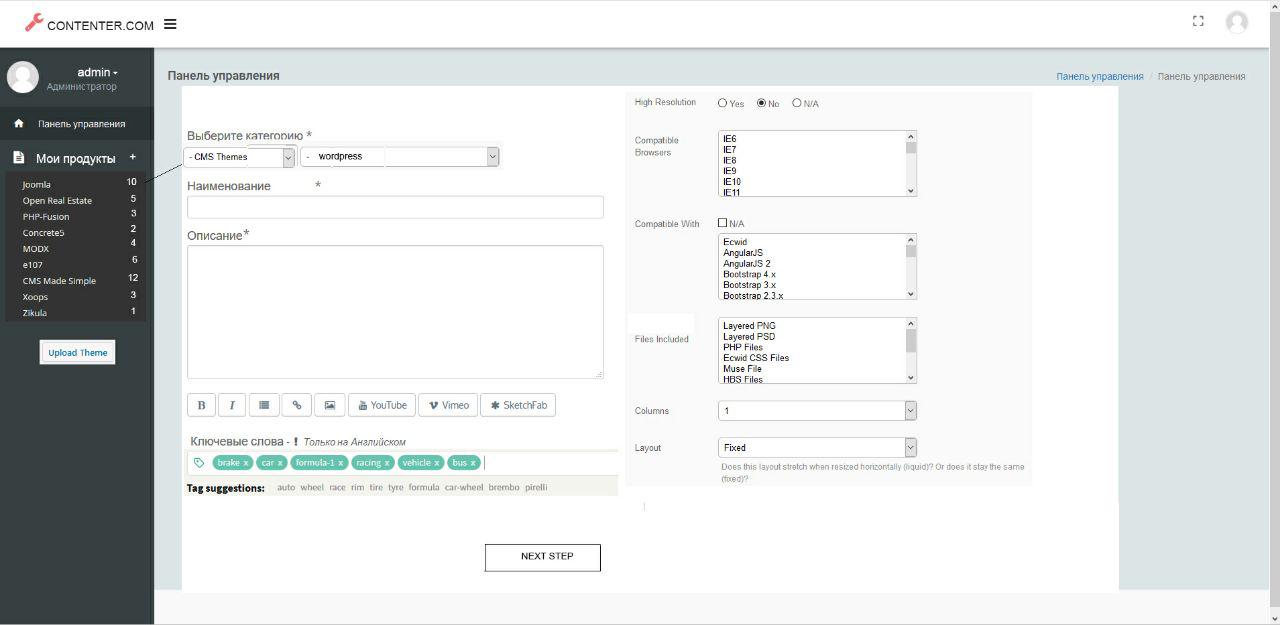 CONTENTER.COM
admin
Администратор
Панель управления
Мои продукты +
Joomla 10
Open Real Estate 5
PHP-Fusion 3
Concrete5 2
MODX 4
e107 6
CMS Made Simple 12
Xoops 3
Zikula 1
Upload Theme
Панель управления
Панель управления / Панель управления
Выберите категорию *
- CMS Themes - wordpress
Наименование *
Описание*
B I YouTube Vimeo SketchFab
Ключевые слова - ! Только на Английском
brake x car x formula-1 x racing x vehicle x bus x
Tag suggestions: auto wheel race rim tire tyre formula car-wheel brembo pirelli
NEXT STEP
High Resolution Yes No N/A
Compatible
Browsers
IE6
IE7
IE8
IE9
IE10
IE11
Compatible With N/A
Ecwid
AngularJS
AngularJS 2
Bootstrap 4.x
Bootstrap 3.x
Bootstrap 2.3.x
Files Included
Layered PNG
Layered PSD
PHP Files
Ecwid CSS Files
Muse File
HBS Files
Columns 1
Layout Fixed
Does this layout stretch when resized horizontally (liquid)? Or does it stay the same
(fixed)?